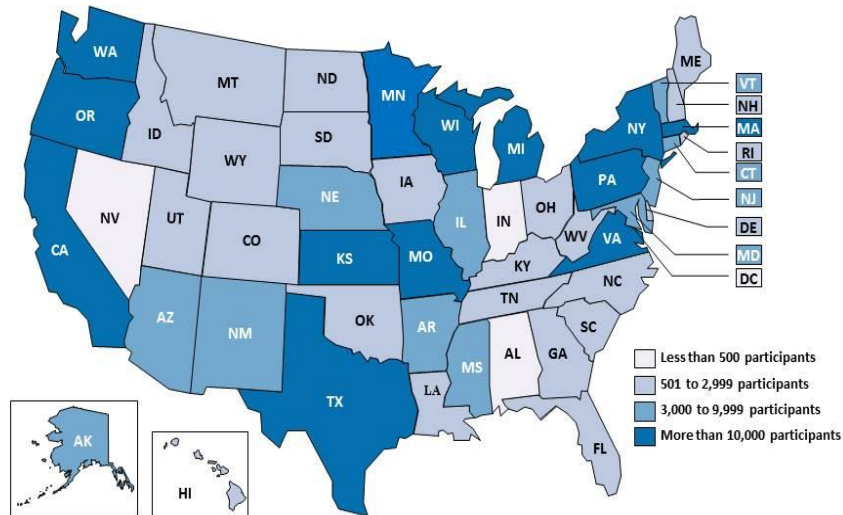 WA
MT
ND
MN
ME
VT
NH
MA
RI
CT
NJ
DE
MD
DC
OR
ID
SD
WI
MI
NY
WY
IA
PA
NE
NV
UT
CO
IL
IN
OH
WV
VA
CA
KS
MO
KY
NC
TN
AZ
NM
OK
AR
SC
MS
AL
GA
TX
LA
FL
AK
HI
Less than 500 participants
501 to 2,999 participants
3,000 to 9,999 participants
More than 10,000 participants